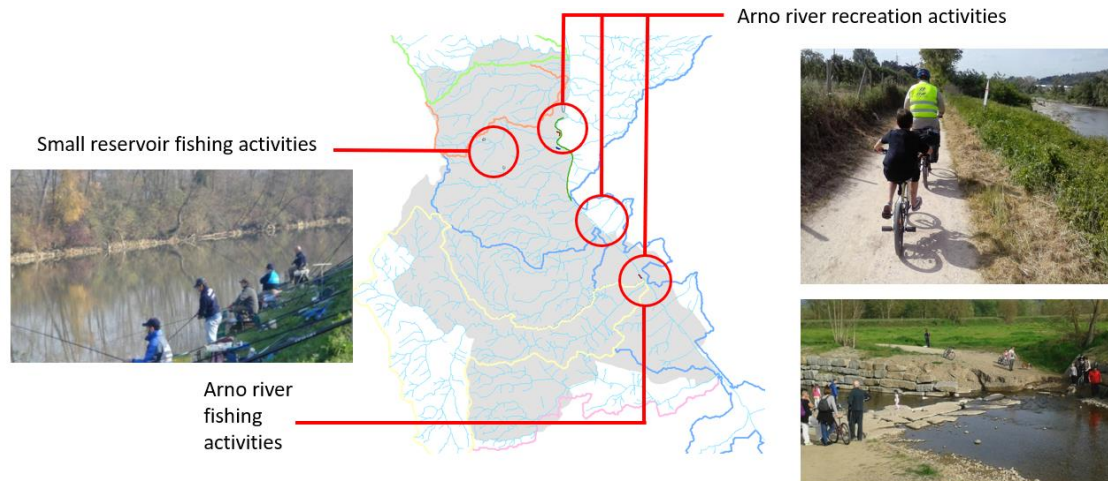 Arno river recreation activities
Small reservoir fishing activities
Arno river
fishing
activities